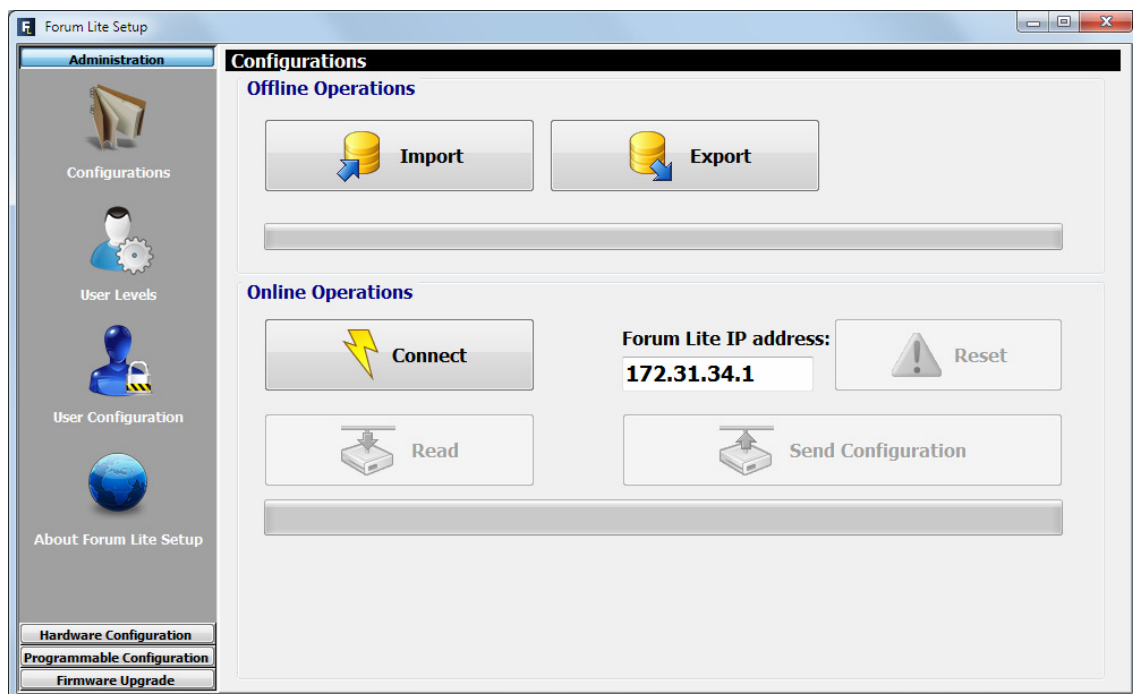 Forum Lite Setup
Administration
Configurations
User Levels
User Configuration
About Forum Lite Setup
Hardware Configuration
Programmable Configuration
Firmware Upgrade
Configurations
Offline Operations
Import
Export
Online Operations
Connect
Forum Lite IP address:
172.31.34.1
Reset
Read
Send Configuration